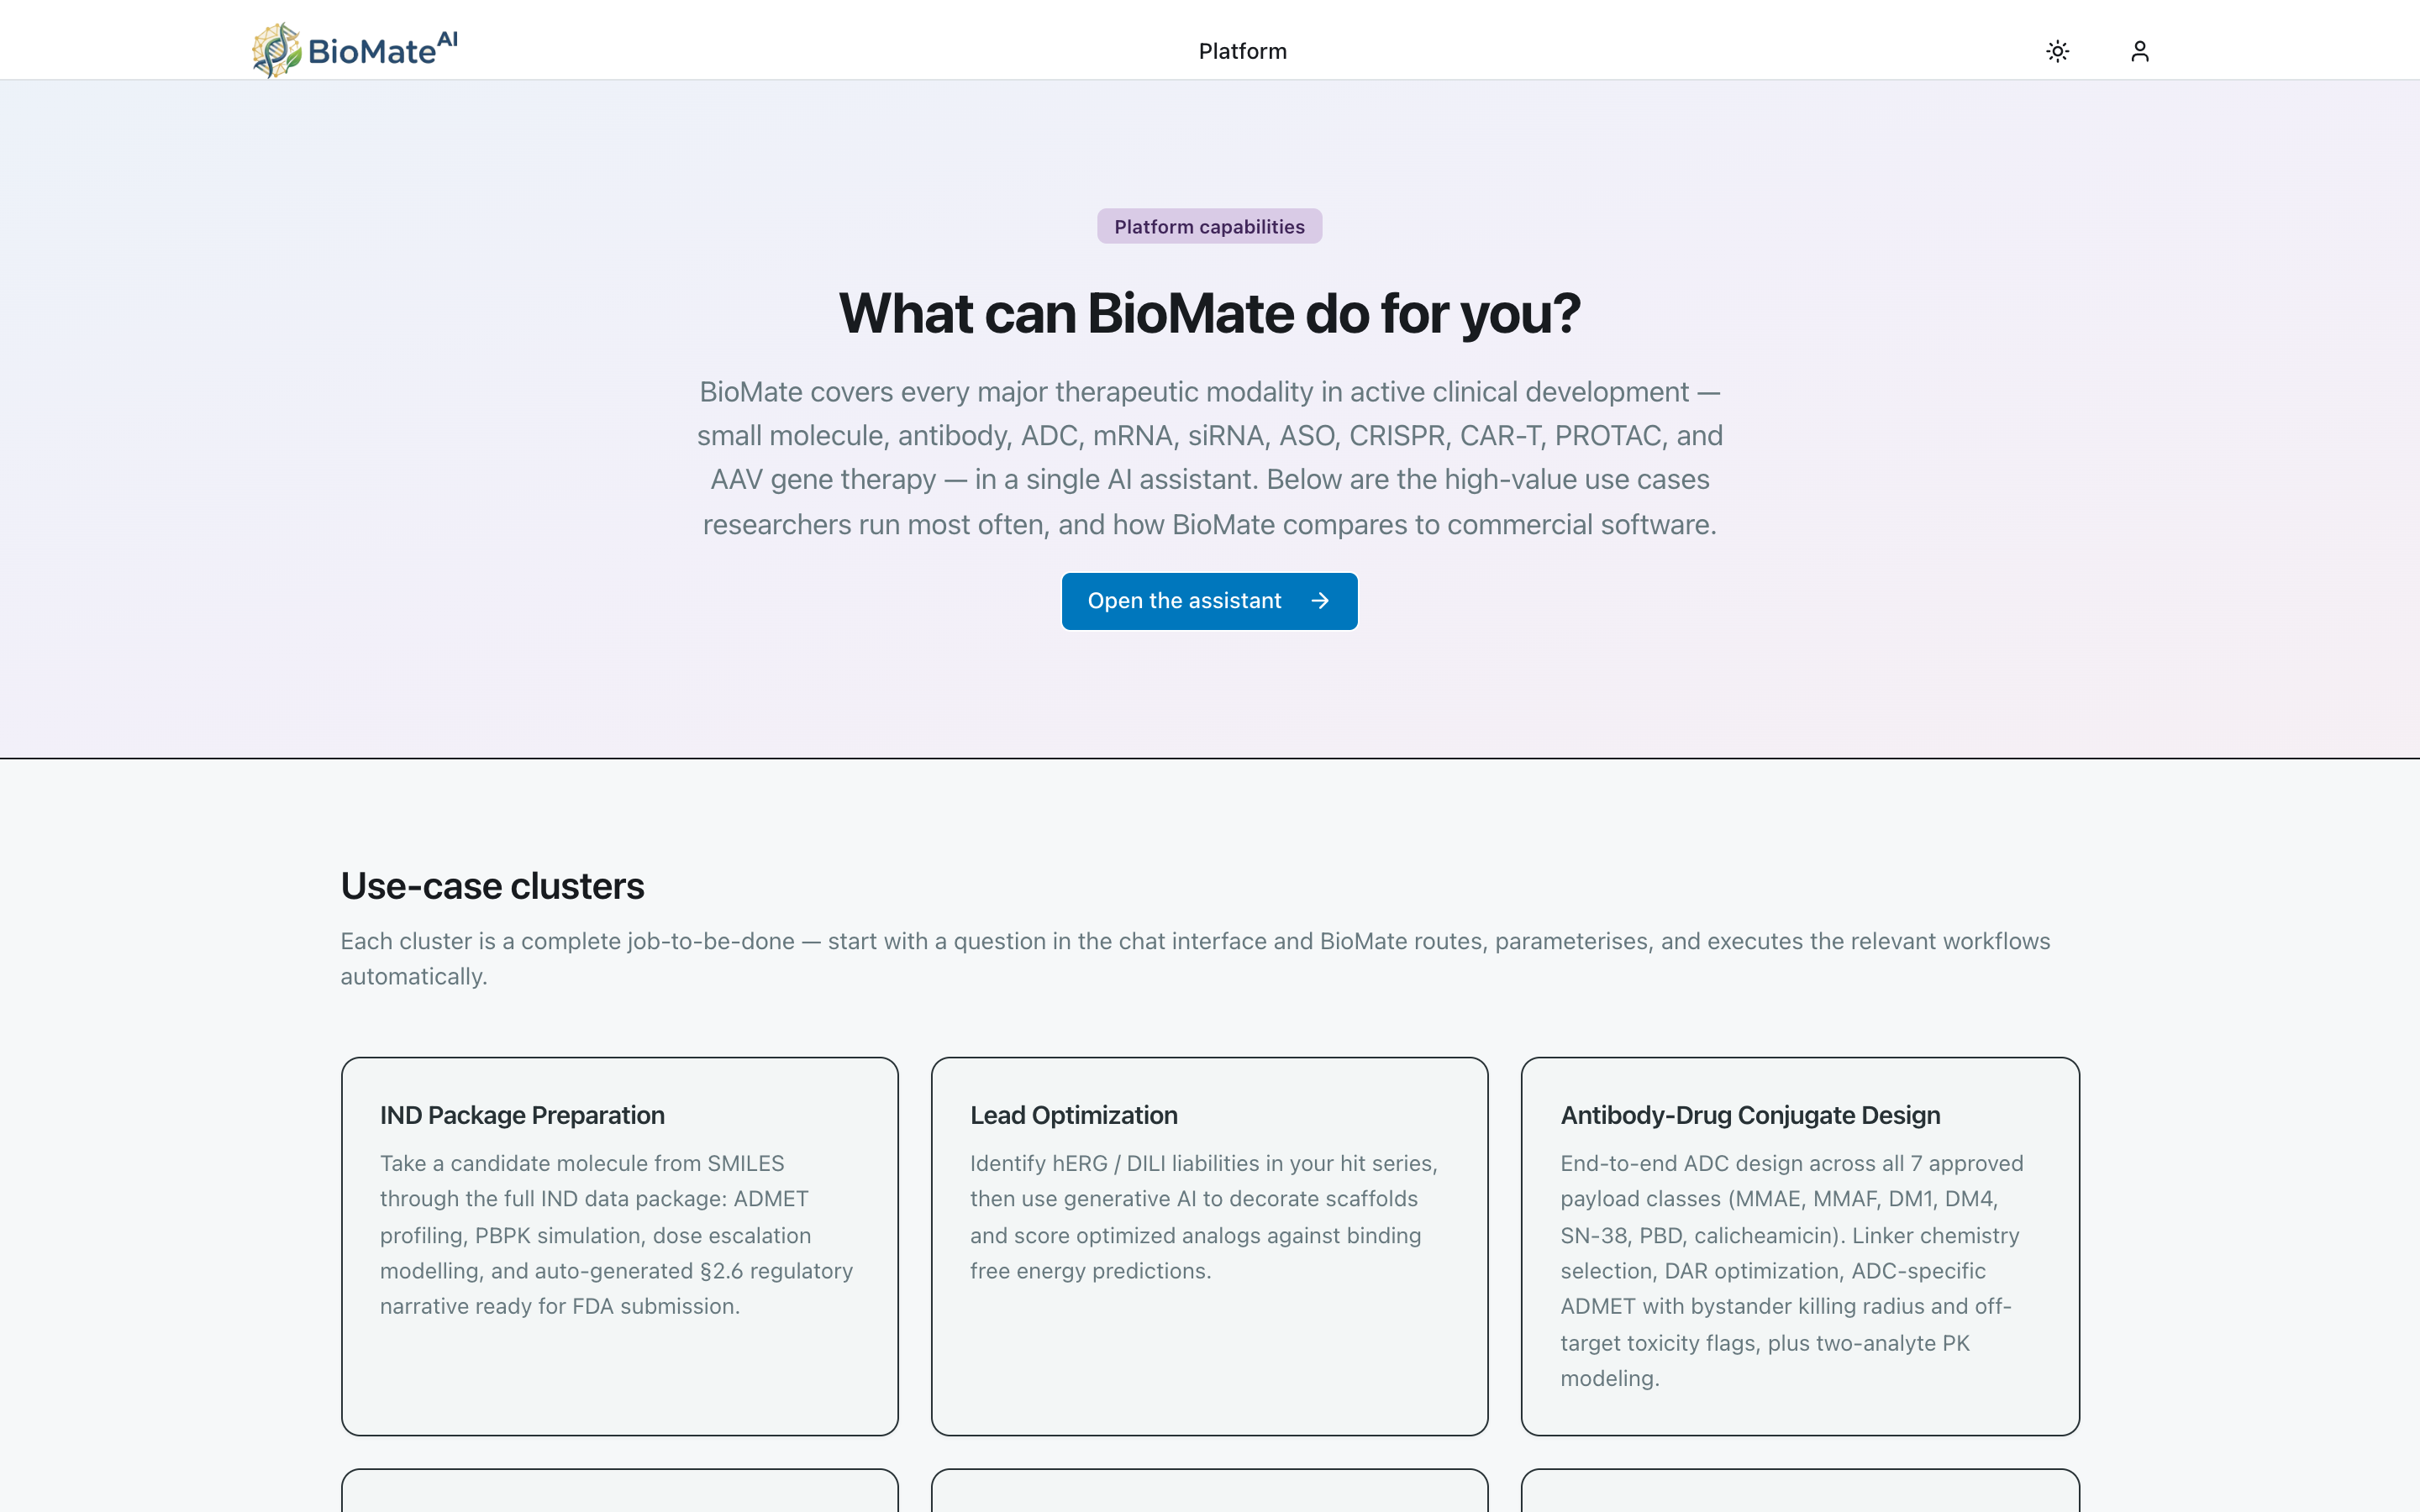 BioMate AI
Platform
Platform capabilities
What can BioMate do for you?
BioMate covers every major therapeutic modality in active clinical development —
small molecule, antibody, ADC, mRNA, siRNA, ASO, CRISPR, CAR-T, PROTAC, and
AAV gene therapy — in a single AI assistant. Below are the high-value use cases
researchers run most often, and how BioMate compares to commercial software.
Open the assistant →
Use-case clusters
Each cluster is a complete job-to-be-done — start with a question in the chat interface and BioMate routes, parameterises, and executes the relevant workflows
automatically.
IND Package Preparation
Take a candidate molecule from SMILES
through the full IND data package: ADMET
profiling, PBPK simulation, dose escalation
modelling, and auto-generated §2.6 regulatory
narrative ready for FDA submission.
Lead Optimization
Identify hERG / DILI liabilities in your hit series,
then use generative AI to decorate scaffolds
and score optimized analogs against binding
free energy predictions.
Antibody-Drug Conjugate Design
End-to-end ADC design across all 7 approved
payload classes (MMAE, MMAF, DM1, DM4,
SN-38, PBD, calicheamicin). Linker chemistry
selection, DAR optimization, ADC-specific
ADMET with bystander killing radius and off-
target toxicity flags, plus two-analyte PK
modeling.